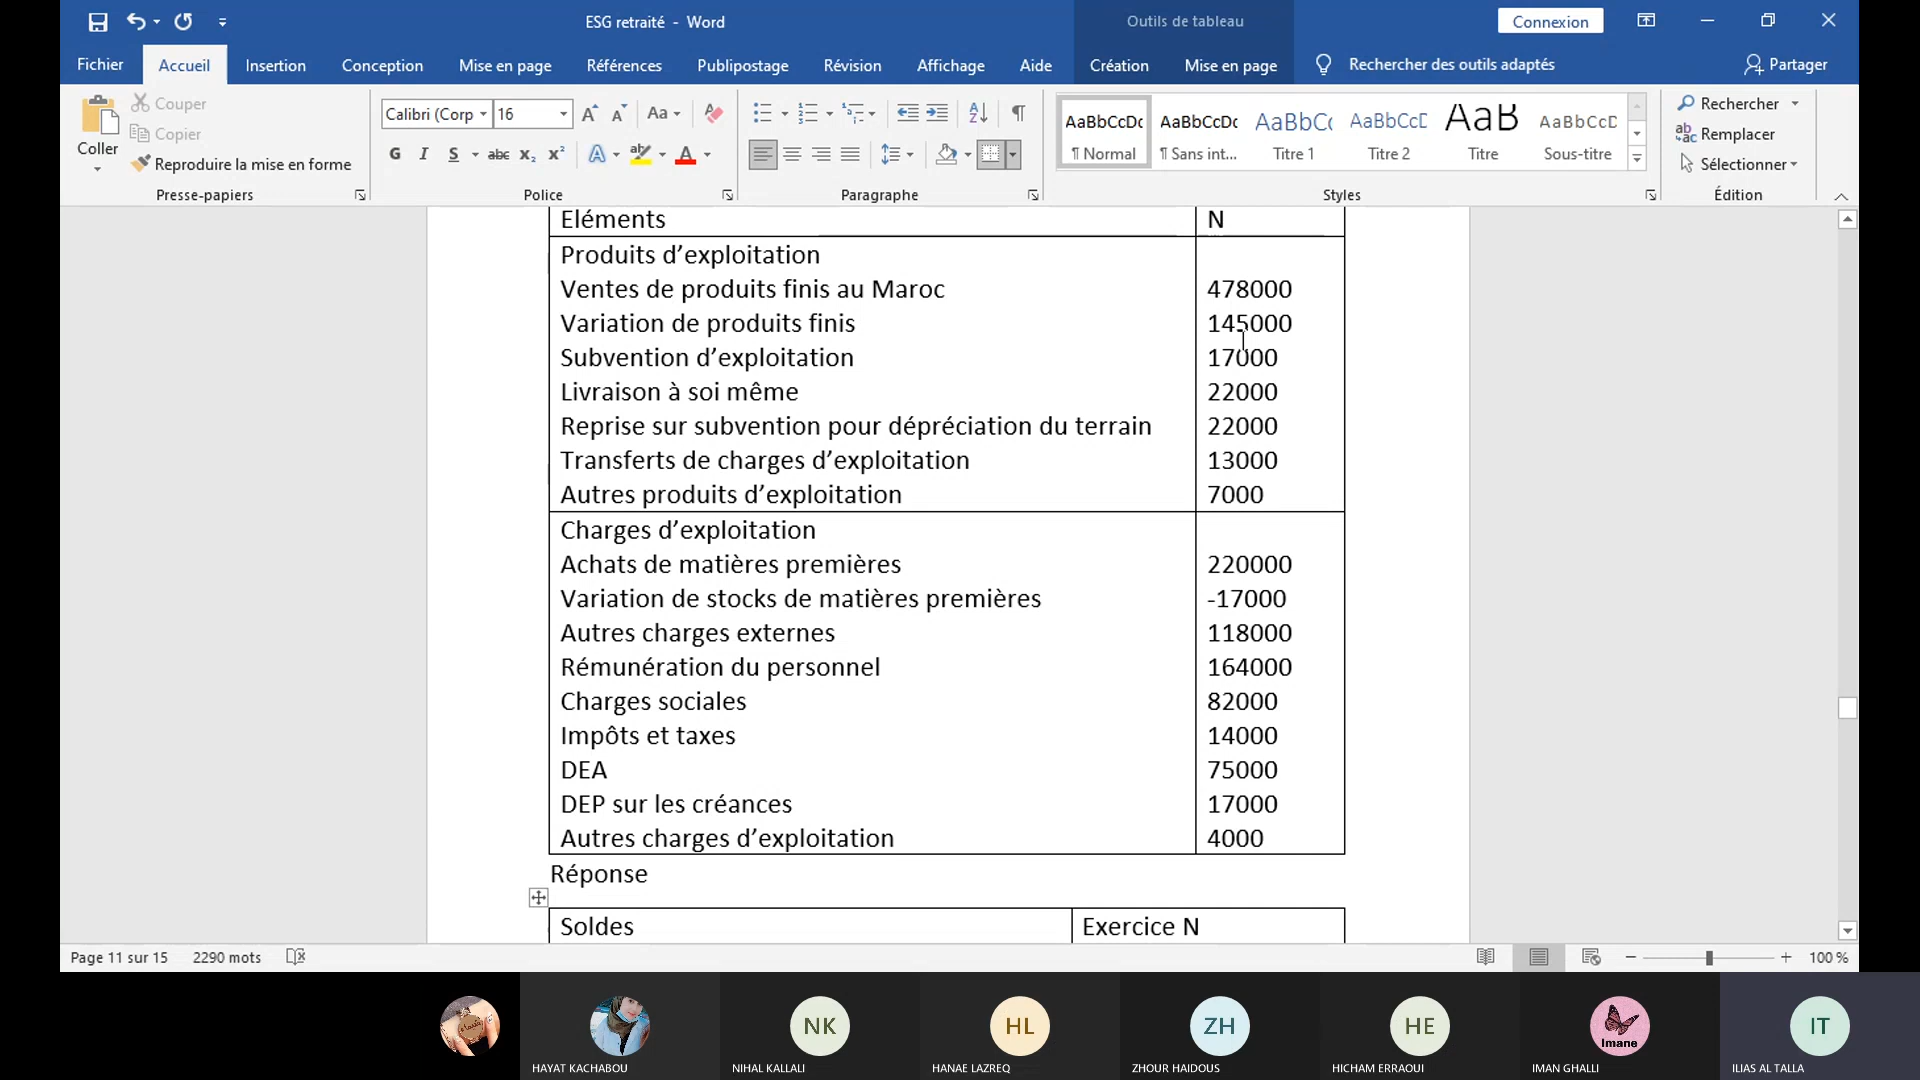 ESG retraité - Word
Outils de tableau
Connexion
Fichier
Accueil
Insertion
Conception
Mise en page
Références
Publipostage
Révision
Affichage
Aide
Création
Mise en page
Rechercher des outils adaptés
Partager
Coller
Couper
Copier
Reproduire la mise en forme
Presse-papiers
Calibri (Corp
16
Aa
G I S abc x₂ x²
Police
Paragraphe
AaBbCcDc AaBbCcDc AaBbCc AaBbCcD AaB AaBbCcD
¶ Normal
¶ Sans int...
Titre 1
Titre 2
Titre
Sous-titre
Styles
Rechercher
Remplacer
Sélectionner
Édition
Eléments N
Produits d’exploitation
Ventes de produits finis au Maroc 478000
Variation de produits finis 145000
Subvention d’exploitation 17000
Livraison à soi même 22000
Reprise sur subvention pour dépréciation du terrain 22000
Transferts de charges d’exploitation 13000
Autres produits d’exploitation 7000
Charges d’exploitation
Achats de matières premières 220000
Variation de stocks de matières premières -17000
Autres charges externes 118000
Rémunération du personnel 164000
Charges sociales 82000
Impôts et taxes 14000
DEA 75000
DEP sur les créances 17000
Autres charges d’exploitation 4000
Réponse
Soldes Exercice N
Page 11 sur 15
2290 mots
100 %
NK
HL
ZH
HE
Imane
IT
HAYAT KACHABOU
NIHAL KALLALI
HANAE LAZREQ
ZHOUR HAIDOUS
HICHAM ERRAOUI
IMAN GHALLI
ILIAS AL TALLA